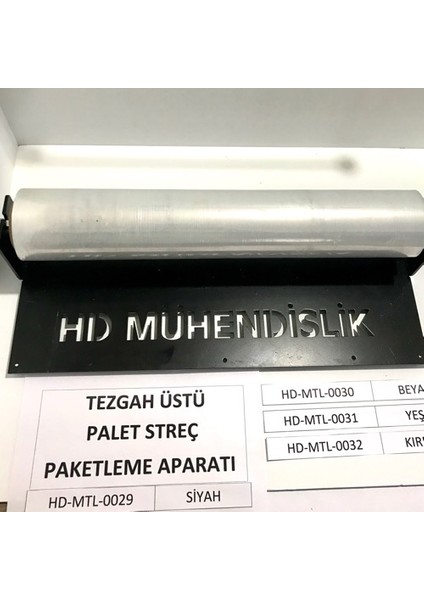 HD MÜHENDİSLİK
TEZGAH ÜSTÜ
PALET STREÇ
PAKETLEME APARATI
HD-MTL-0029 SİYAH
HD-MTL-0030 BEYA
HD-MTL-0031 YEŞ
HD-MTL-0032 KIR